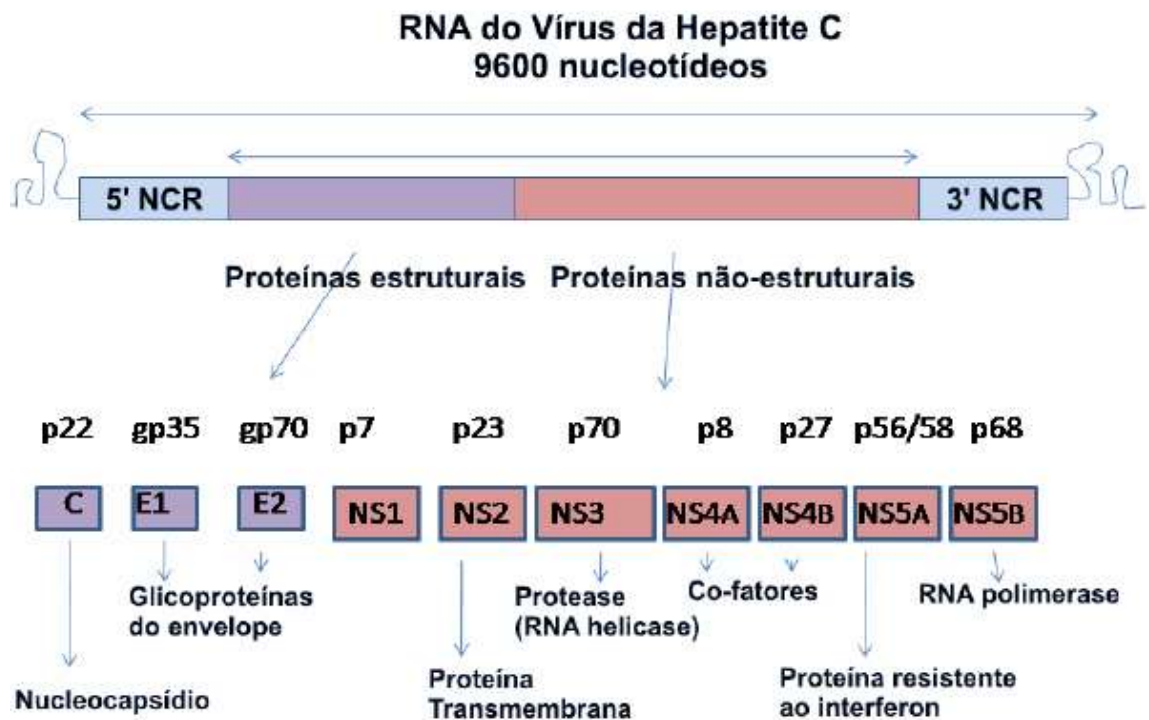 RNA do Vírus da Hepatite C
9600 nucleotídeos
5' NCR
3' NCR
Proteínas estruturais
Proteínas não-estruturais
p22 gp35 gp70 p7 p23 p70 p8 p27 p56/58 p68
C E1 E2 NS1 NS2 NS3 NS4A NS4B NS5A NS5B
Glicoproteínas
do envelope
Protease
(RNA helicase)
Co-fatores
RNA polimerase
Nucleocapsídio
Proteína
Transmembrana
Proteína resistente
ao interferon